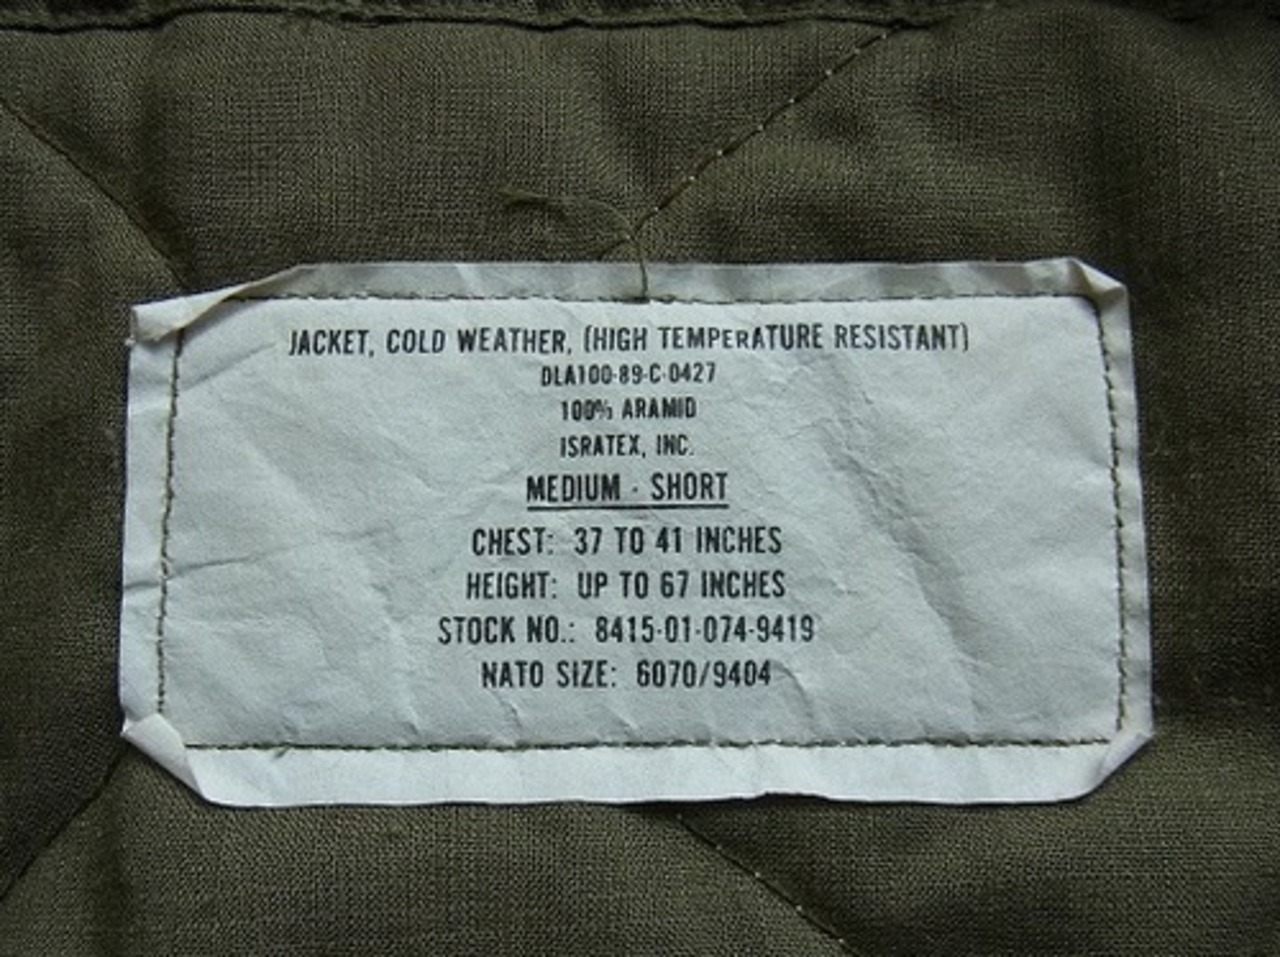 JACKET, COLD WEATHER, (HIGH TEMPERATURE RESISTANT)
DLA100-89-C-0427
100% ARAMID
ISRATEX, INC.
MEDIUM - SHORT
CHEST: 37 TO 41 INCHES
HEIGHT: UP TO 67 INCHES
STOCK NO.: 8415-01-074-9419
NATO SIZE: 6070/9404